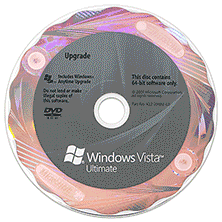 Upgrade
Includes Windows
Anytime Upgrade
This disc contains
64-bit software only.
Do not lend or make
illegal copies of
this software.
DVD
Windows Vista™
Ultimate